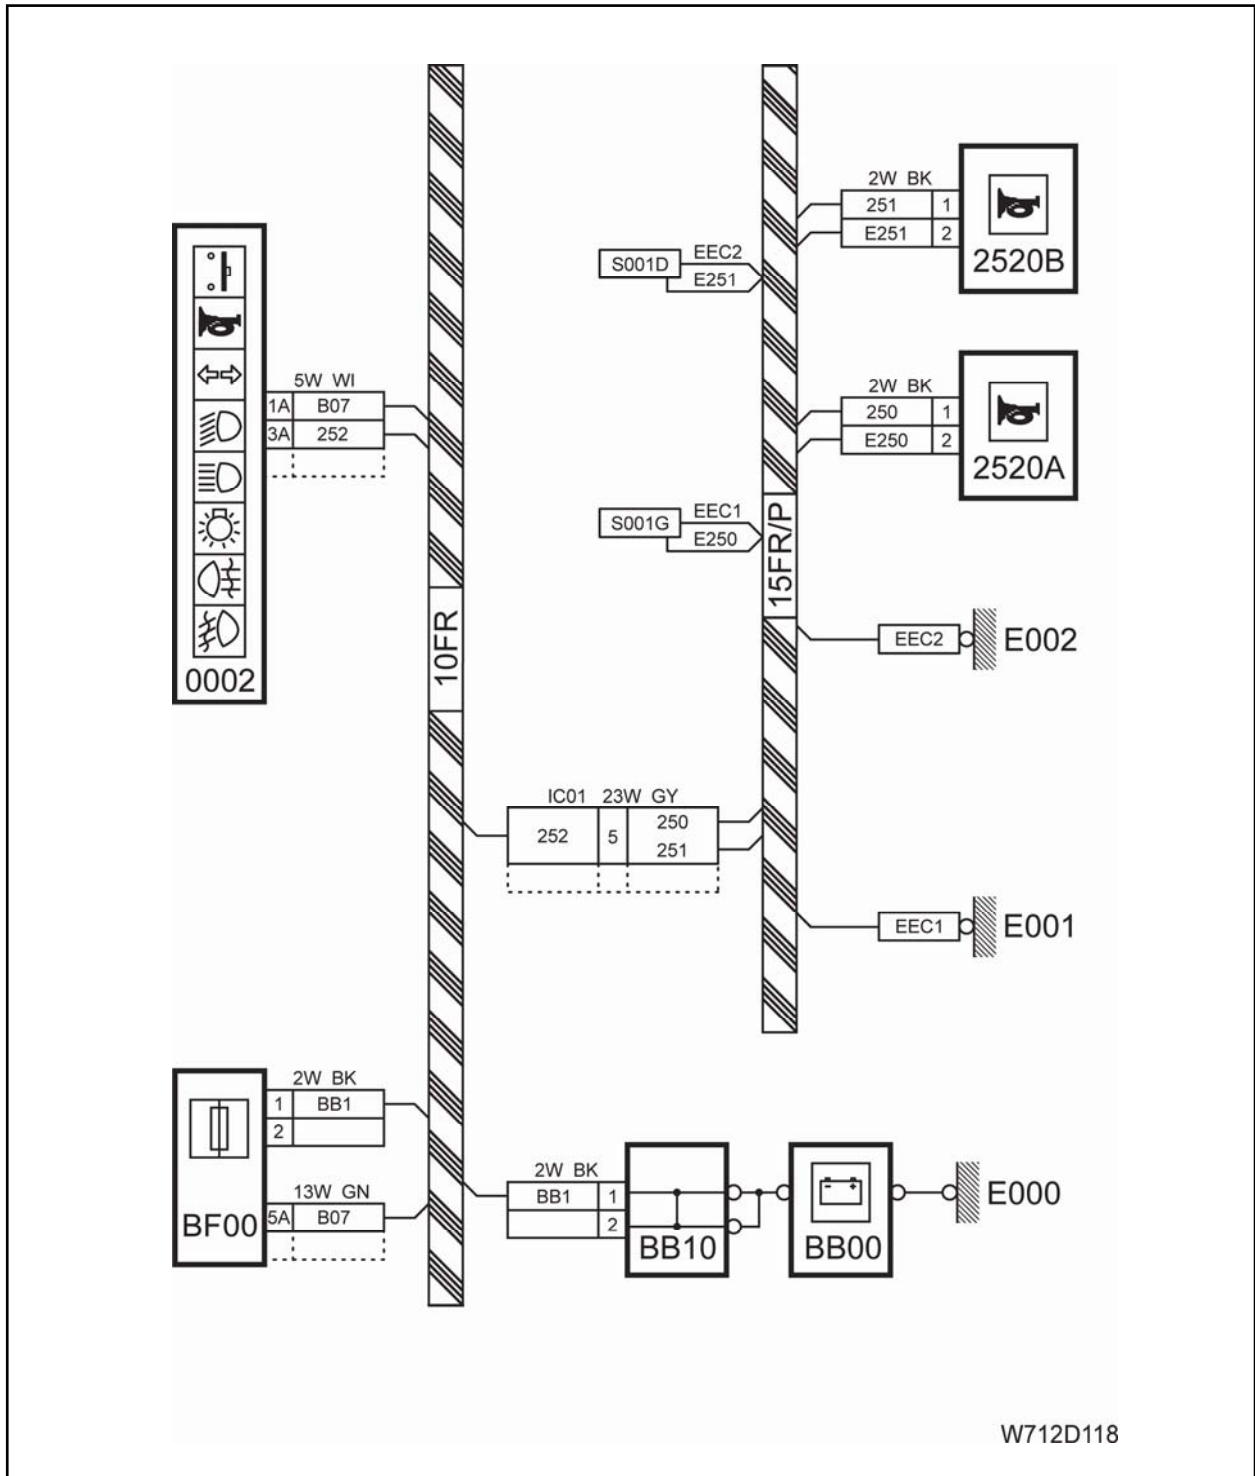 2W BK
251 1
E251 2
2520B
S001D
EEC2
E251
5W WI
1A B07
3A 252
0002
2W BK
250 1
E250 2
2520A
S001G
EEC1
E250
15FR/P
10FR
EEC2
E002
IC01 23W GY
252 5 250
251
EEC1
E001
2W BK
1 BB1
2
13W GN
5A B07
BF00
2W BK
BB1 1
2
BB10
- +
BB00
E000
W712D118